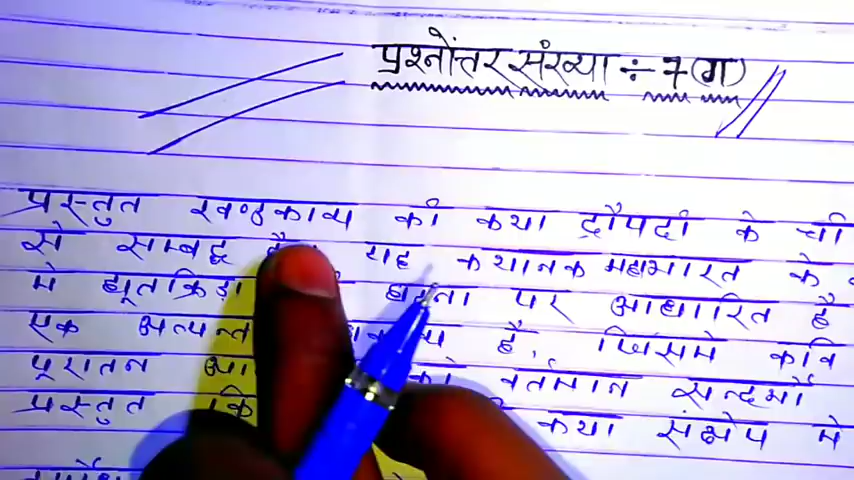 प्रश्नोंत्तर संख्या ÷ 7 (ग)
प्रस्तुत खण्डकाव्य की कथा द्रौपदी के ची
से सम्बद्ध है। यह कथानक महाभारत के
मे द्यूतक्रिड़ा घटना पर आधारित है
एक अत्यन्त है, जिसमे कवि
पुरातन को वर्तमान सन्दर्भो
प्रस्तुत कि कथा संक्षेप मे